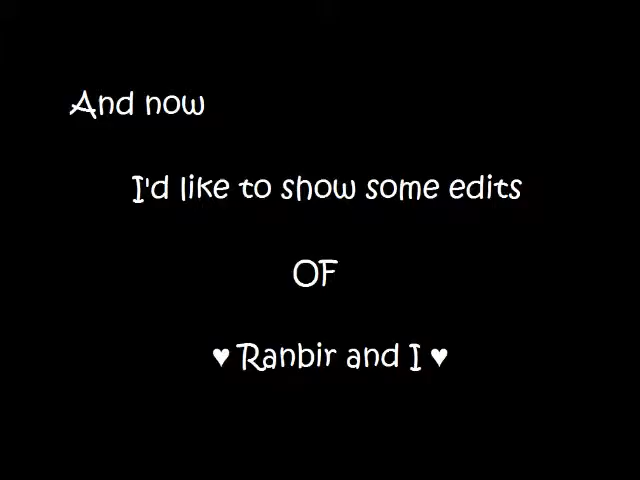 And now
I'd like to show some edits
OF
♥ Ranbir and I ♥